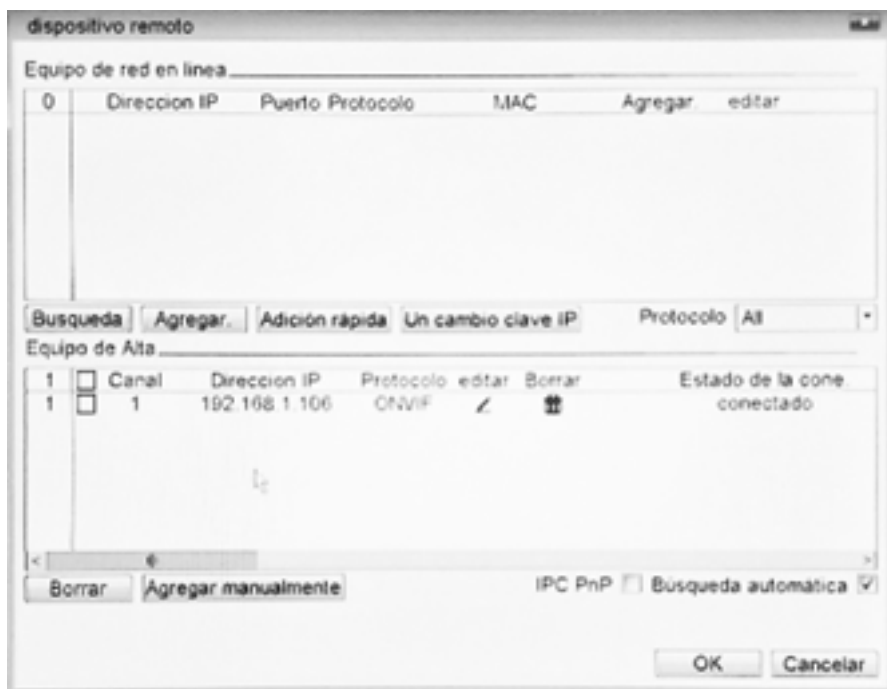 dispositivo remoto
Equipo de red en linea
0 Direccion IP Puerto Protocolo MAC Agregar. editar
Busqueda Agregar. Adición rápida Un cambio clave IP Protocolo All
Equipo de Alta
1 Canal Direccion IP Protocolo editar Borrar Estado de la cone.
1 1 192.168.1.106 ONVIF conectado
Borrar Agregar manualmente IPC PnP Búsqueda automática
OK Cancelar